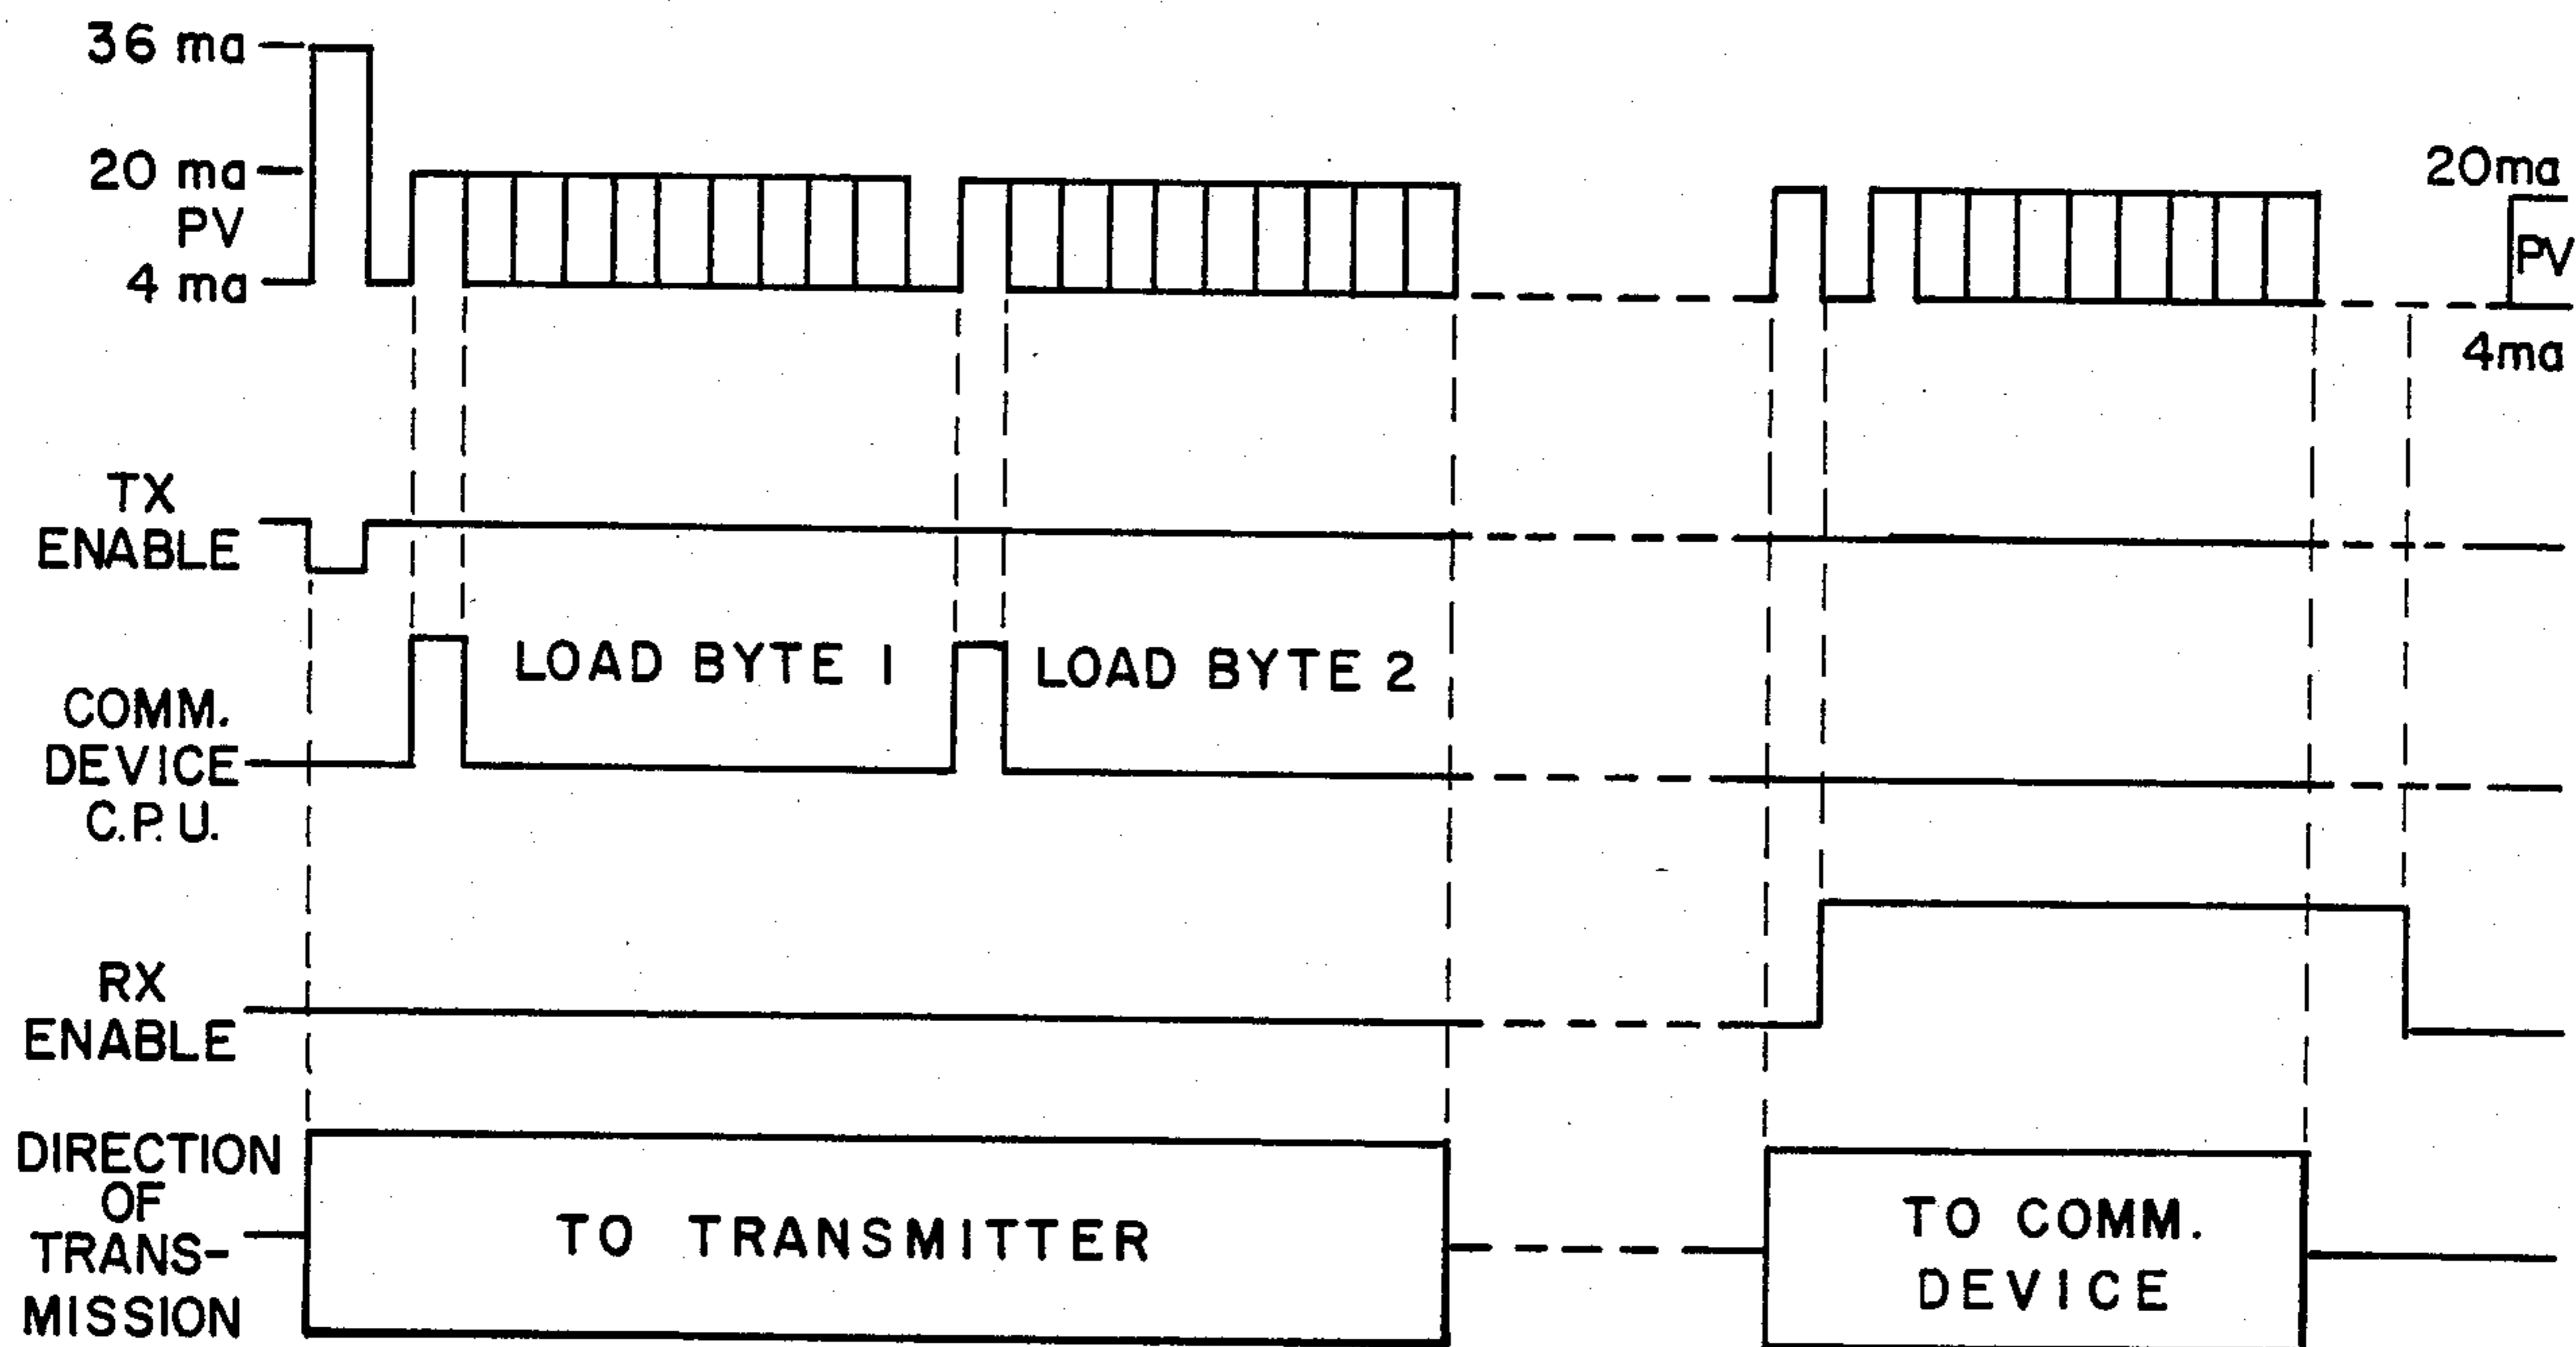 36 ma
20 ma
PV
4 ma
20ma
PV
4ma
TX
ENABLE
LOAD BYTE 1
LOAD BYTE 2
COMM.
DEVICE
C.P.U.
RX
ENABLE
DIRECTION
OF
TRANS-
MISSION
TO TRANSMITTER
TO COMM.
DEVICE